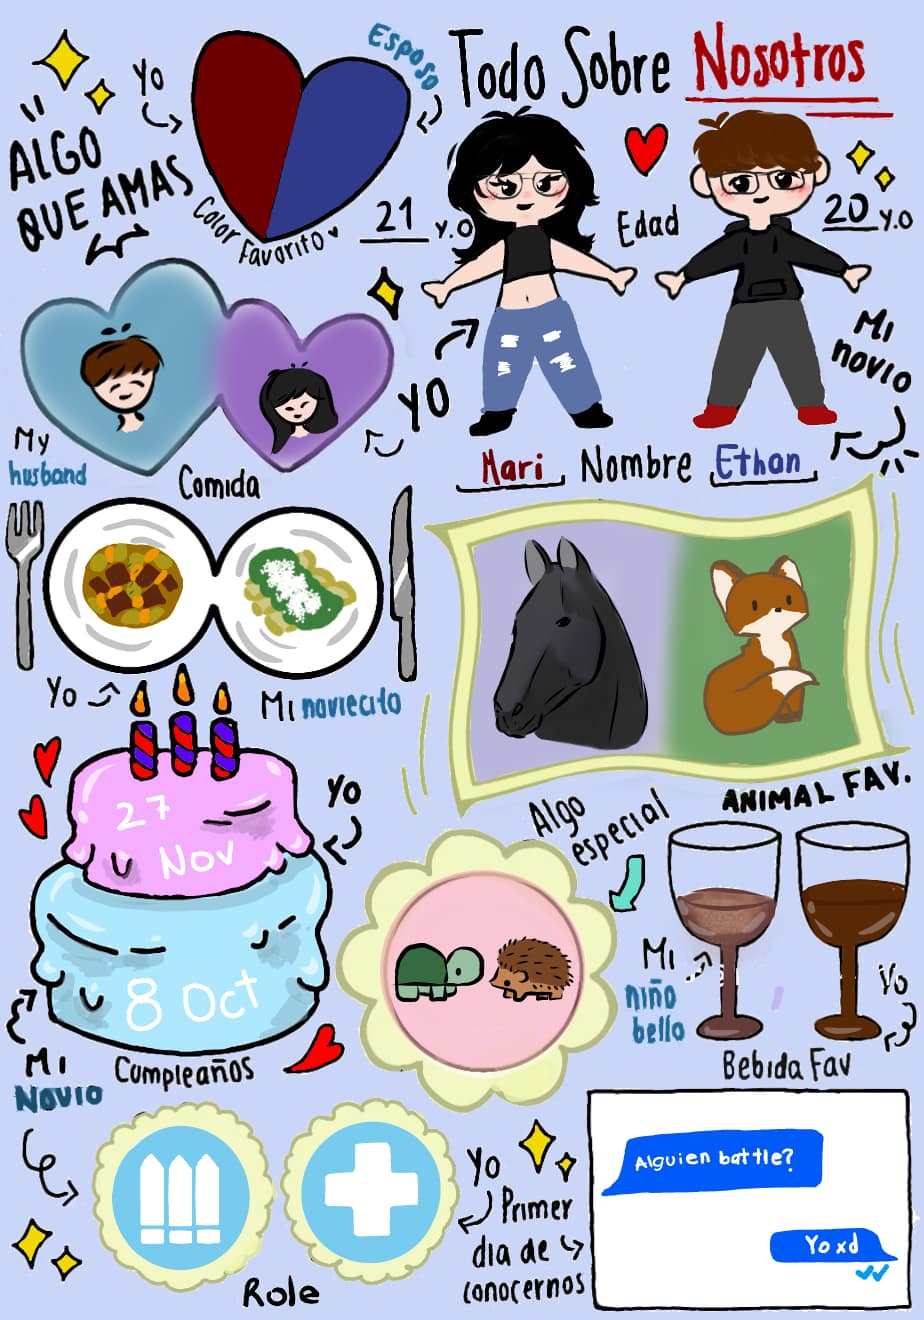 Todo Sobre Nosotros
Esposo
Yo
"
ALGO
QUE AMAS
Color Favorito
21 Y.O
Edad
20 Y.O
Mi
novio
YO
My
husband
Comida
Mari Nombre Ethan
Yo
Mi noviecito
ANIMAL FAV.
27
Nov
Yo
8 Oct
Mi
Novio
Cumpleaños
Algo
especial
Mi
niño
bello
Yo
Bebida Fav
Role
Yo
Primer
dia de
conocernos
Alguien battle?
Yo xd